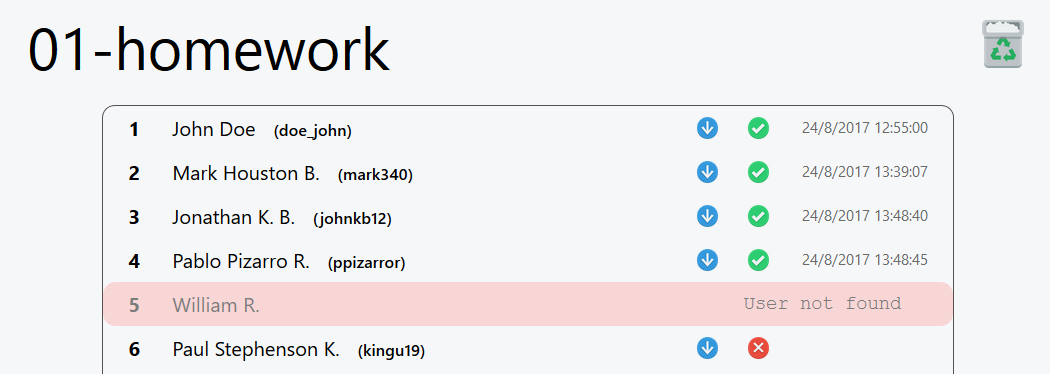 01-homework
1 John Doe (doe_john) 24/8/2017 12:55:00
2 Mark Houston B. (mark340) 24/8/2017 13:39:07
3 Jonathan K. B. (johnkb12) 24/8/2017 13:48:40
4 Pablo Pizarro R. (ppizarror) 24/8/2017 13:48:45
5 William R. User not found
6 Paul Stephenson K. (kingu19)